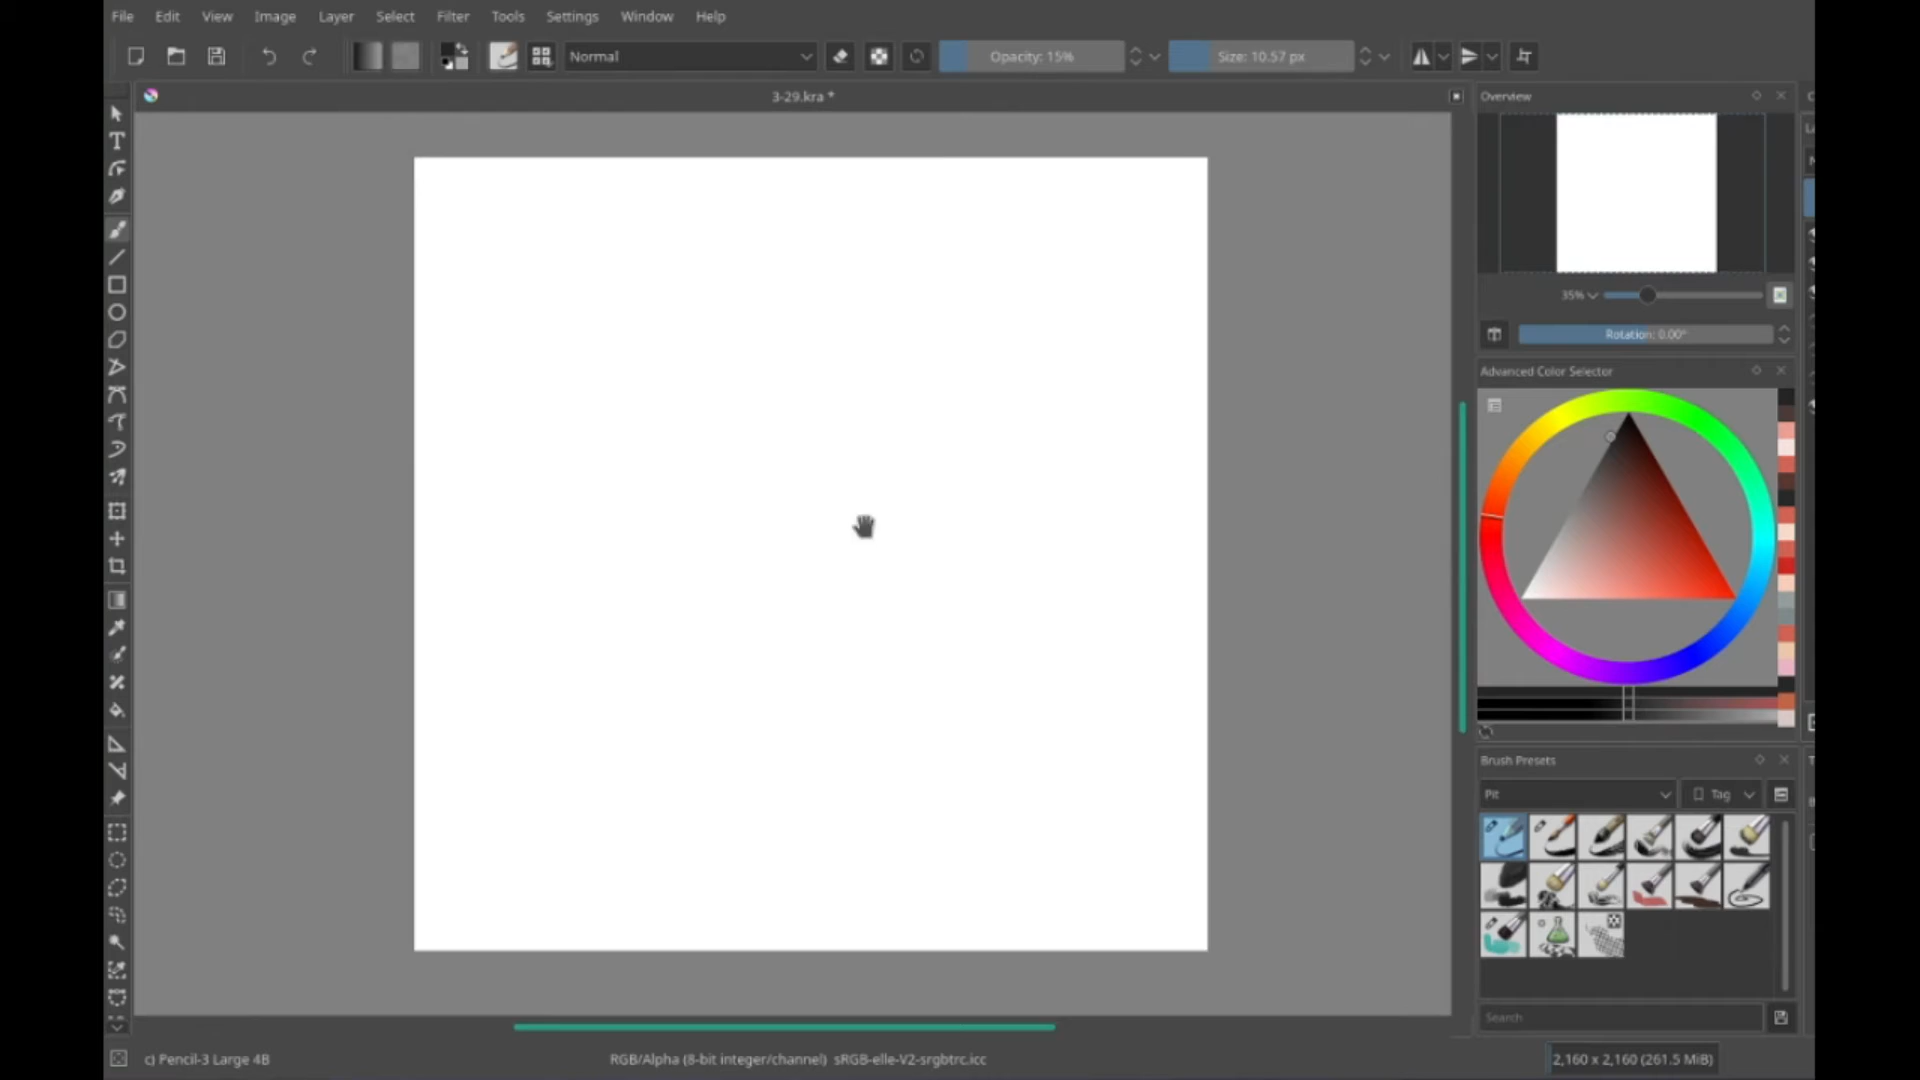 File Edit View Image Layer Select Filter Tools Settings Window Help
Normal Opacity: 15% Size: 10.57 px
3-29.kra *
Overview
35%
Rotation: 0.00°
Advanced Color Selector
Brush Presets
Pit Tag
Search
c) Pencil-3 Large 4B RGB/Alpha (8-bit integer/channel) sRGB-elle-V2-srgbtrc.icc 2,160 x 2,160 (261.5 MiB)